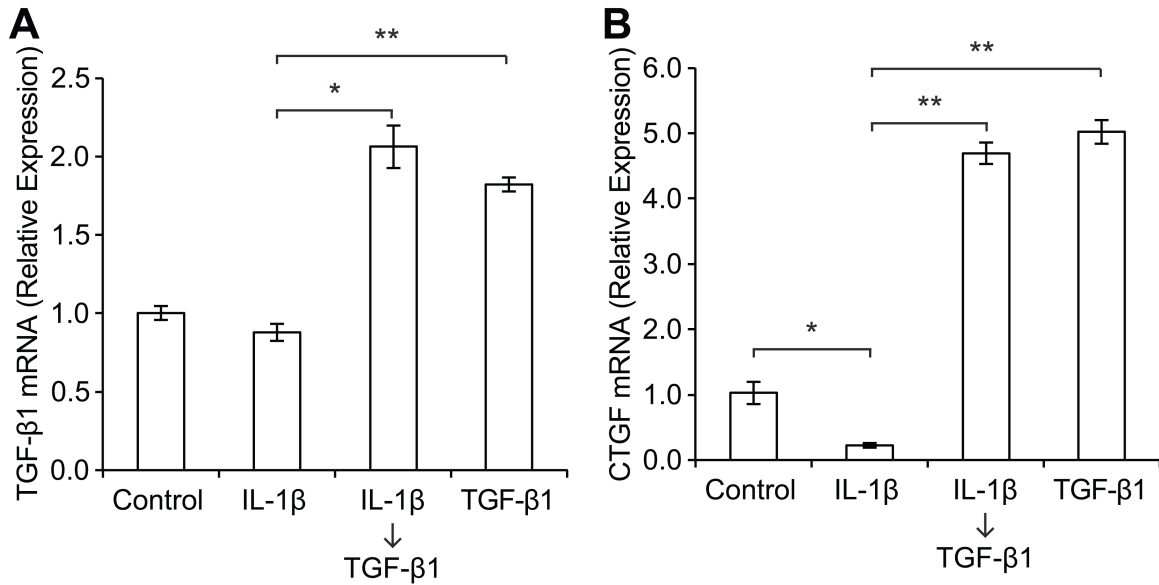 A
TGF-β1 mRNA (Relative Expression)
2.5
2.0
1.5
1.0
0.5
0.0
**
*
Control
IL-1β
IL-1β
↓
TGF-β1
TGF-β1
B
CTGF mRNA (Relative Expression)
6.0
5.0
4.0
3.0
2.0
1.0
0.0
**
**
*
Control
IL-1β
IL-1β
↓
TGF-β1
TGF-β1